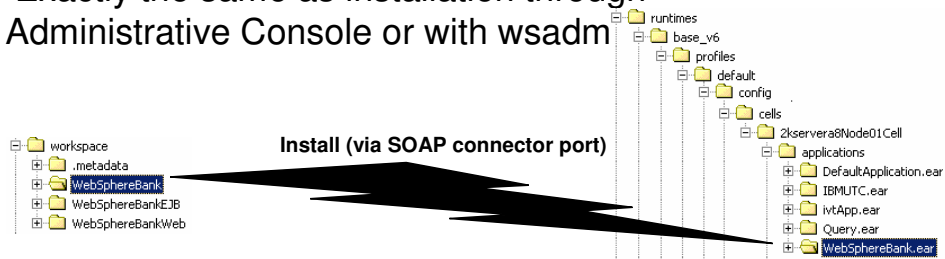 Exactly the same as installation through
Administrative Console or with wsadm
workspace
.metadata
WebSphereBank
WebSphereBankEJB
WebSphereBankWeb
Install (via SOAP connector port)
runtimes
base_v6
profiles
default
config
cells
2kservera8Node01Cell
applications
DefaultApplication.ear
IBMUTC.ear
ivtApp.ear
Query.ear
WebSphereBank.ear